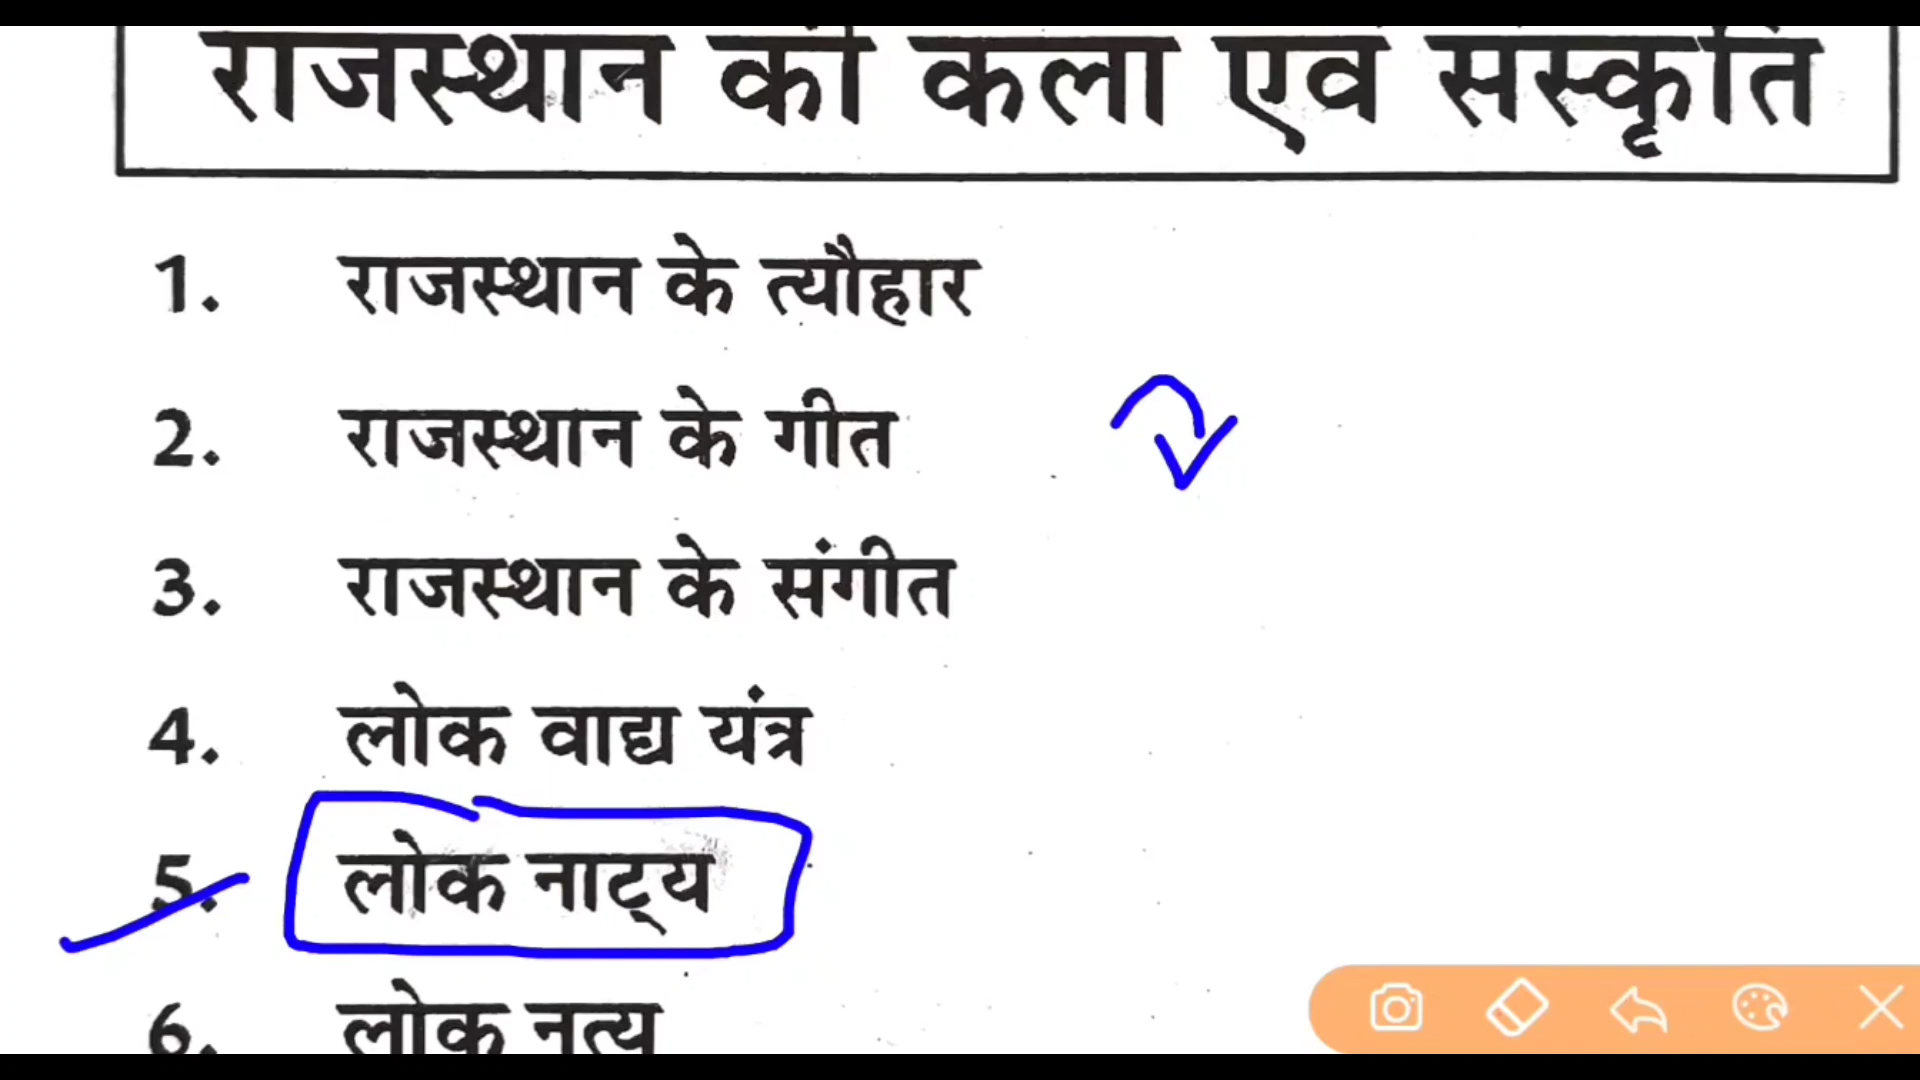 राजस्थान की कला एवं संस्कृति
1. राजस्थान के त्यौहार
2. राजस्थान के गीत
3. राजस्थान के संगीत
4. लोक वाद्य यंत्र
5. लोक नाट्य
6. लोक नृत्य